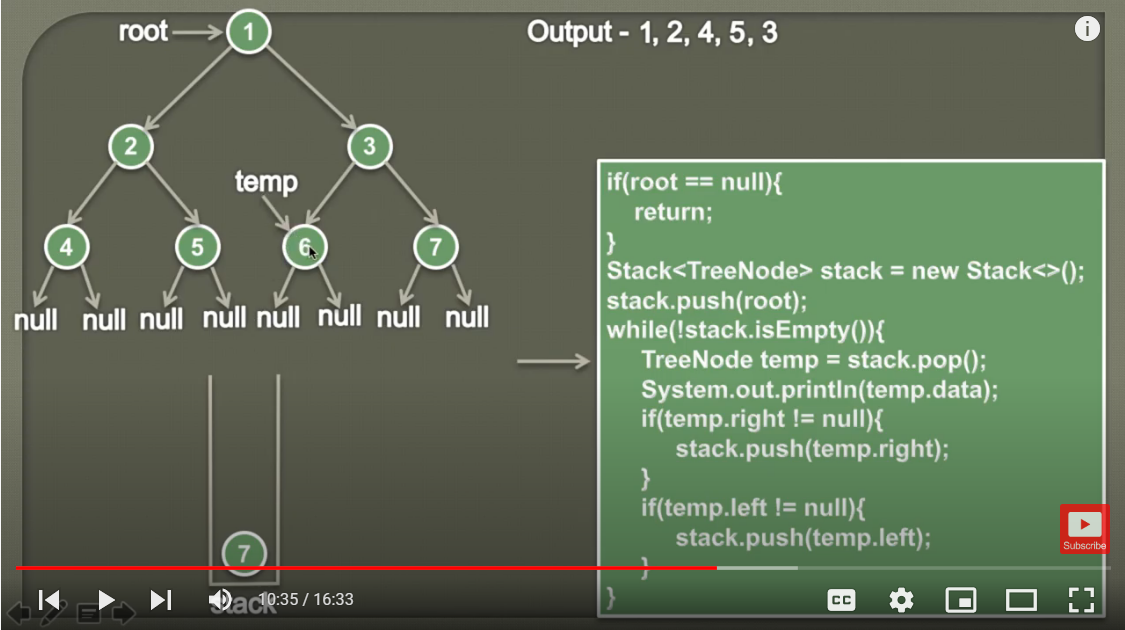 root
1
Output - 1, 2, 4, 5, 3
2
3
temp
4
5
6
7
null
null
null
null
null
null
null
null
7
stack
if(root == null){
return;
}
Stack<TreeNode> stack = new Stack<>();
stack.push(root);
while(!stack.isEmpty()){
TreeNode temp = stack.pop();
System.out.println(temp.data);
if(temp.right != null){
stack.push(temp.right);
}
if(temp.left != null){
stack.push(temp.left);
}
}
Subscribe
10:35 / 16:33
CC